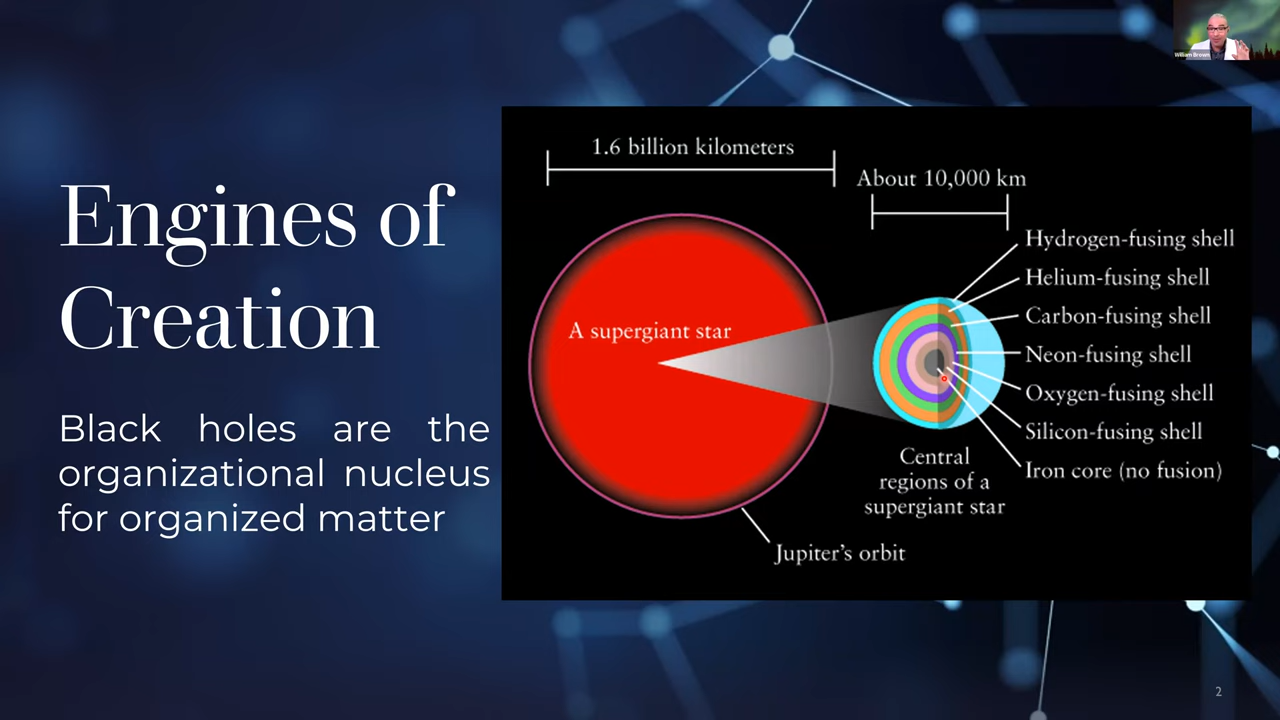 William Brown
Engines of
Creation
Black holes are the
organizational nucleus
for organized matter
1.6 billion kilometers
About 10,000 km
A supergiant star
Hydrogen-fusing shell
Helium-fusing shell
Carbon-fusing shell
Neon-fusing shell
Oxygen-fusing shell
Silicon-fusing shell
Iron core (no fusion)
Central
regions of a
supergiant star
Jupiter's orbit
2